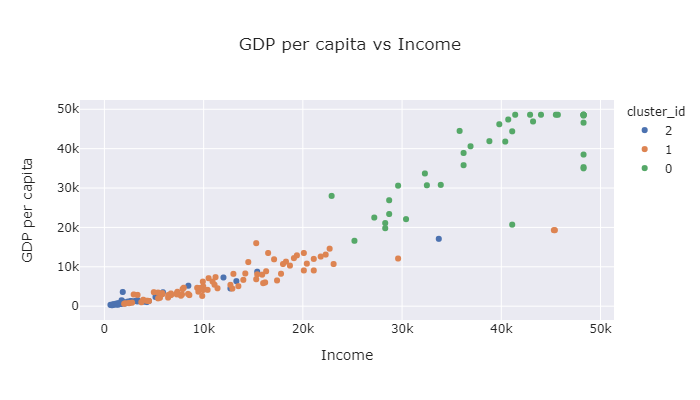 GDP per capita vs Income
cluster_id
2
1
0
50k
40k
30k
20k
10k
0
GDP per capita
0
10k
20k
30k
40k
50k
Income